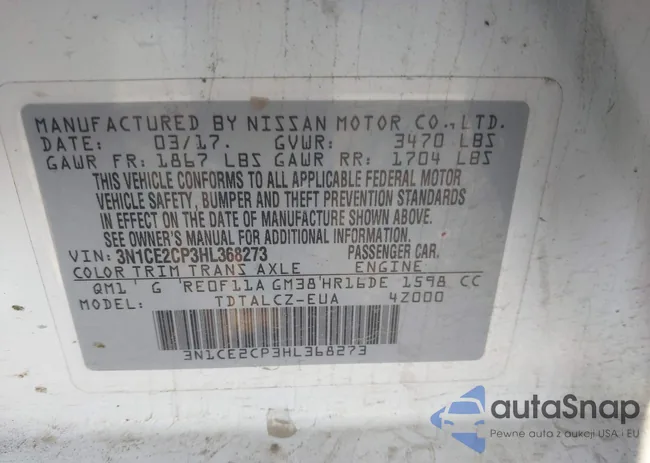 MANUFACTURED BY NISSAN MOTOR CO., LTD.
DATE: 03/17. GVWR: 3470 LBS
GAWR FR: 1867 LBS GAWR RR: 1704 LBS
THIS VEHICLE CONFORMS TO ALL APPLICABLE FEDERAL MOTOR
VEHICLE SAFETY, BUMPER AND THEFT PREVENTION STANDARDS
IN EFFECT ON THE DATE OF MANUFACTURE SHOWN ABOVE.
SEE OWNER'S MANUAL FOR ADDITIONAL INFORMATION.
VIN: 3N1CE2CP3HL368273 PASSENGER CAR.
COLOR TRIM TRANS AXLE ENGINE
QM1' G 'RE0F11A GM38'HR16DE 1598 CC
MODEL: TDTALCZ-EUA 4Z000
3N1CE2CP3HL368273
autoSnap
Pewne auta z aukcji USA i EU